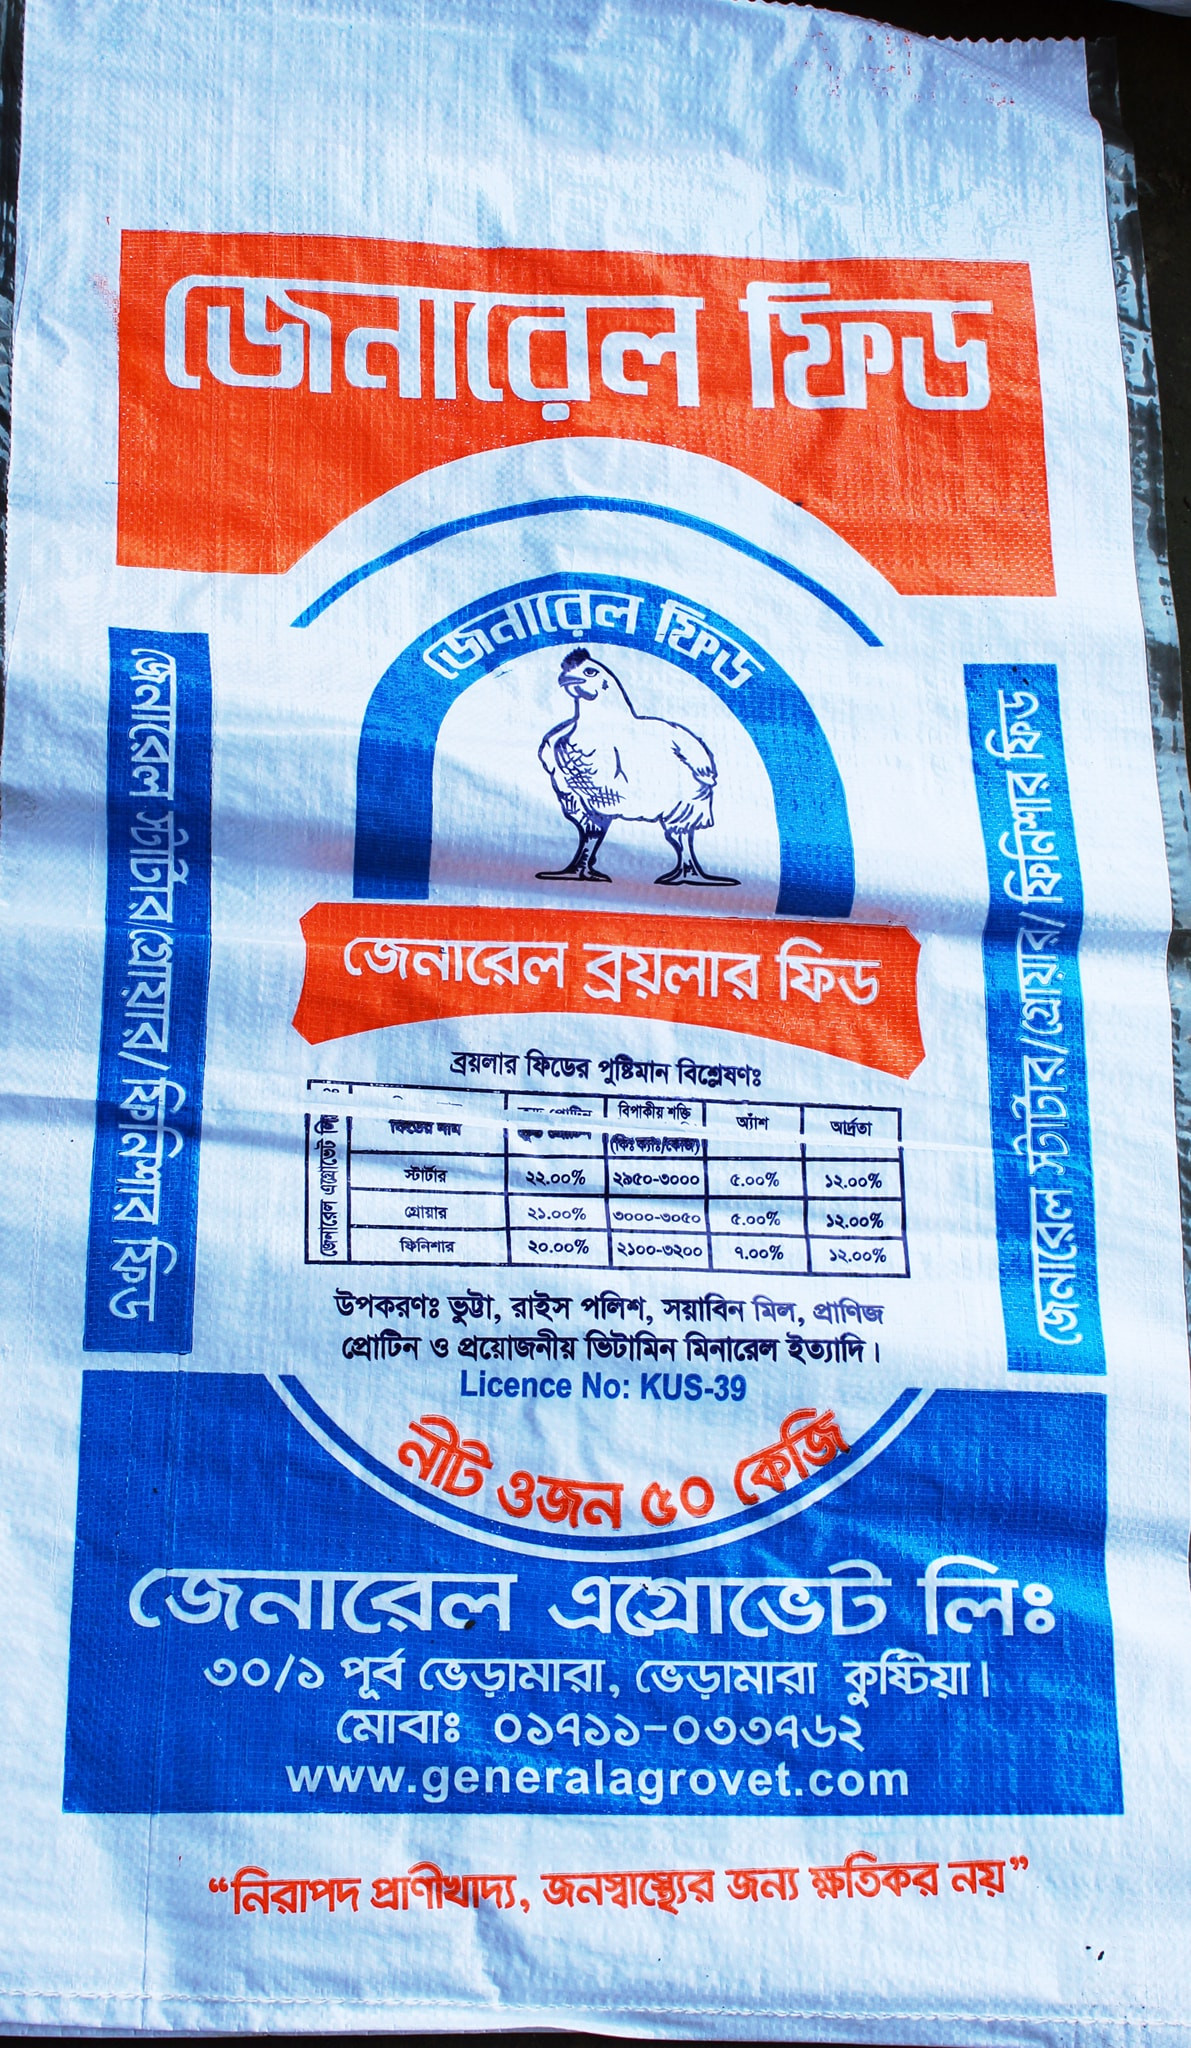 জেনারেল ফিড
জেনারেল ফিড
জেনারেল স্টার্টার/গ্রোয়ার/ ফিনিশার ফিড
জেনারেল স্টার্টার/গ্রোয়ার/ ফিনিশার ফিড
জেনারেল ব্রয়লার ফিড
ব্রয়লার ফিডের পুষ্টিমান বিশ্লেষণঃ
জেনারেল এগ্রোভেট লিঃ
ফিডের নাম বিপাকীয় শক্তি আঁশ আর্দ্রতা
(কিঃ ক্যাঃ/কেজি)
স্টার্টার ২২.০০% ২৯৫০-৩০০০ ৫.০০% ১২.০০%
গ্রোয়ার ২১.০০% ৩০০০-৩০৫০ ৫.০০% ১২.০০%
ফিনিশার ২০.০০% ২১০০-৩২০০ ৭.০০% ১২.০০%
উপকরণঃ ভুট্টা, রাইস পলিশ, সয়াবিন মিল, প্রাণিজ
প্রোটিন ও প্রয়োজনীয় ভিটামিন মিনারেল ইত্যাদি।
Licence No: KUS-39
নীট ওজন ৫০ কেজি
জেনারেল এগ্রোভেট লিঃ
৩০/১ পূর্ব ভেড়ামারা, ভেড়ামারা কুষ্টিয়া।
মোবাঃ ০১৭১১-০৩৩৭৬২
www.generalagrovet.com
“নিরাপদ প্রাণীখাদ্য, জনস্বাস্থ্যের জন্য ক্ষতিকর নয়”